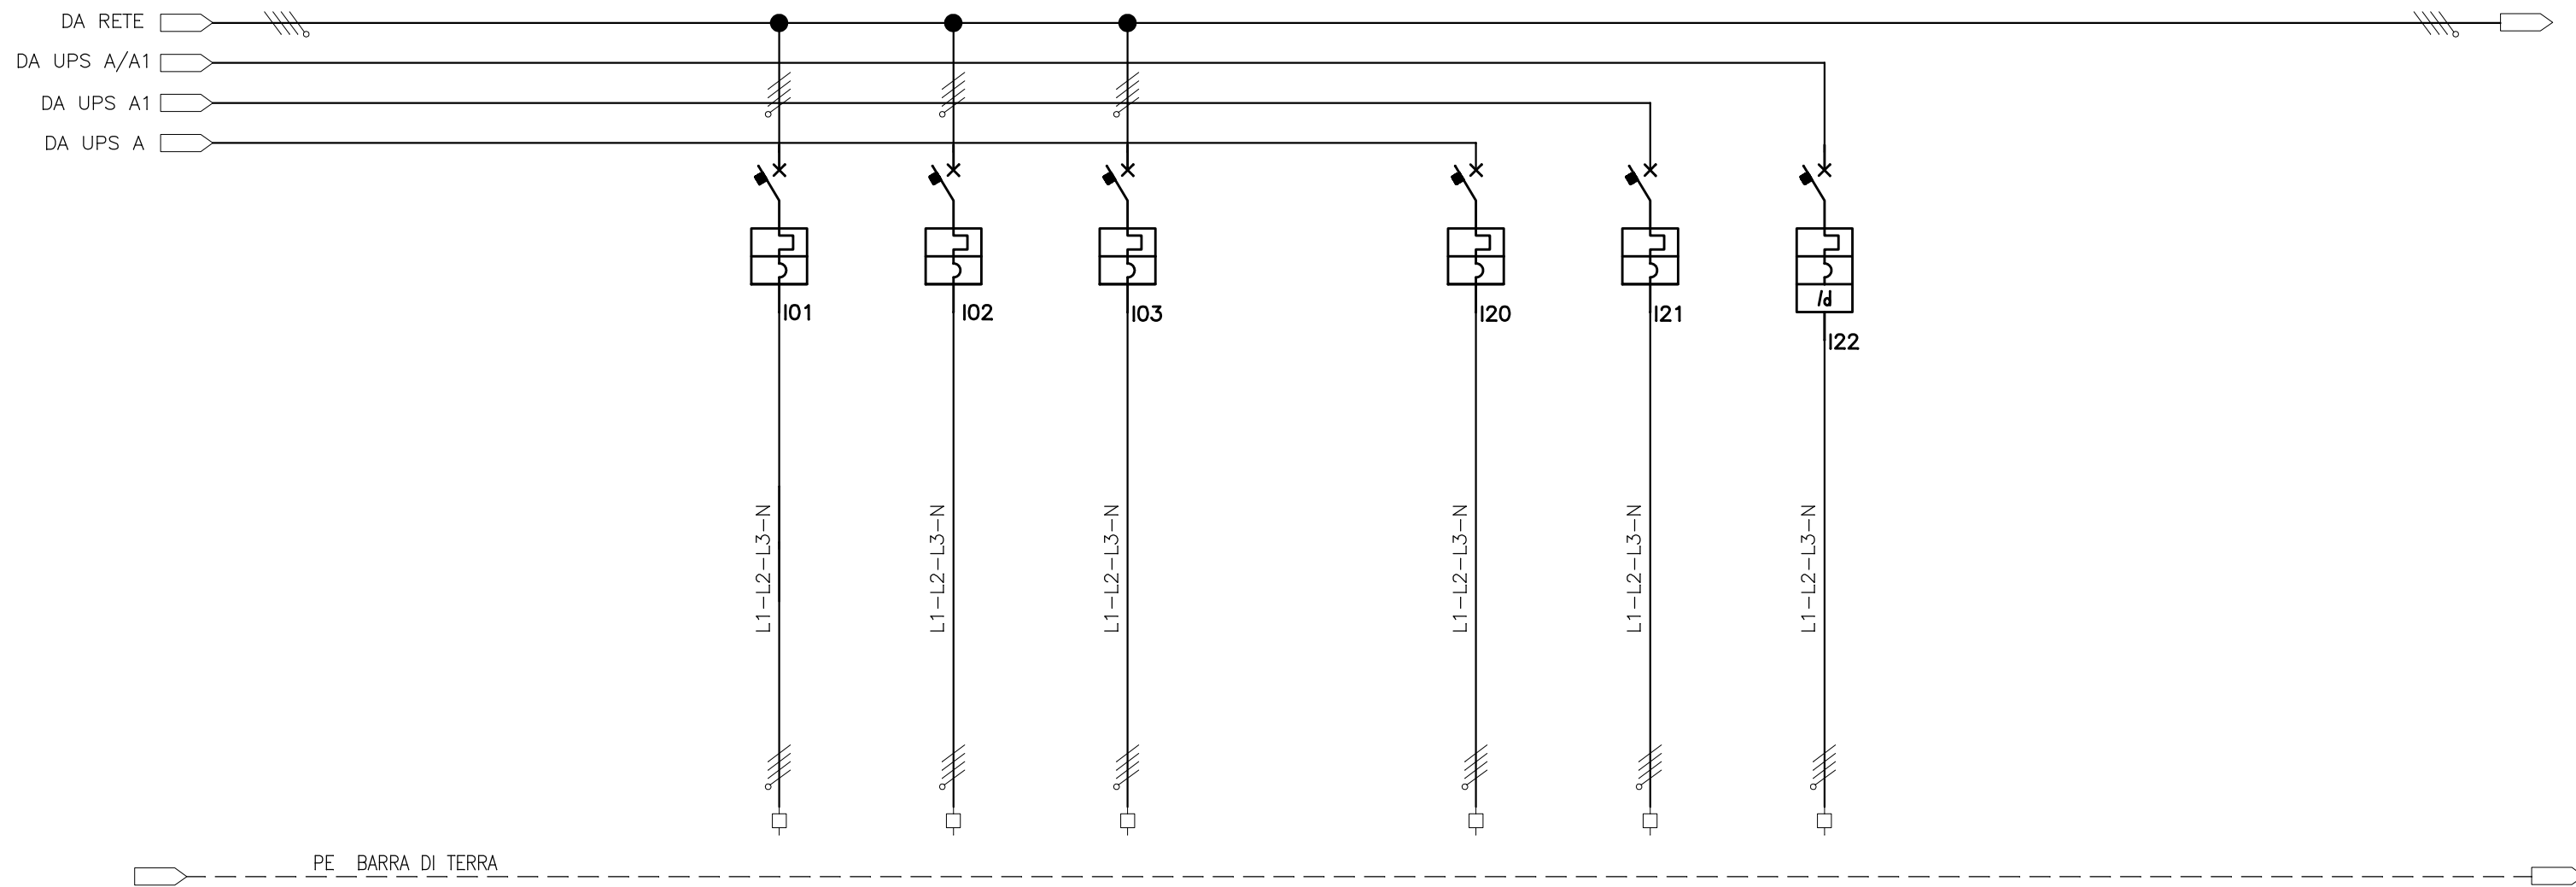 DA RETE
DA UPS A/A1
DA UPS A1
DA UPS A
I01
I02
I03
I20
I21
Id
I22
L1-L2-L3-N
L1-L2-L3-N
L1-L2-L3-N
L1-L2-L3-N
L1-L2-L3-N
L1-L2-L3-N
PE BARRA DI TERRA